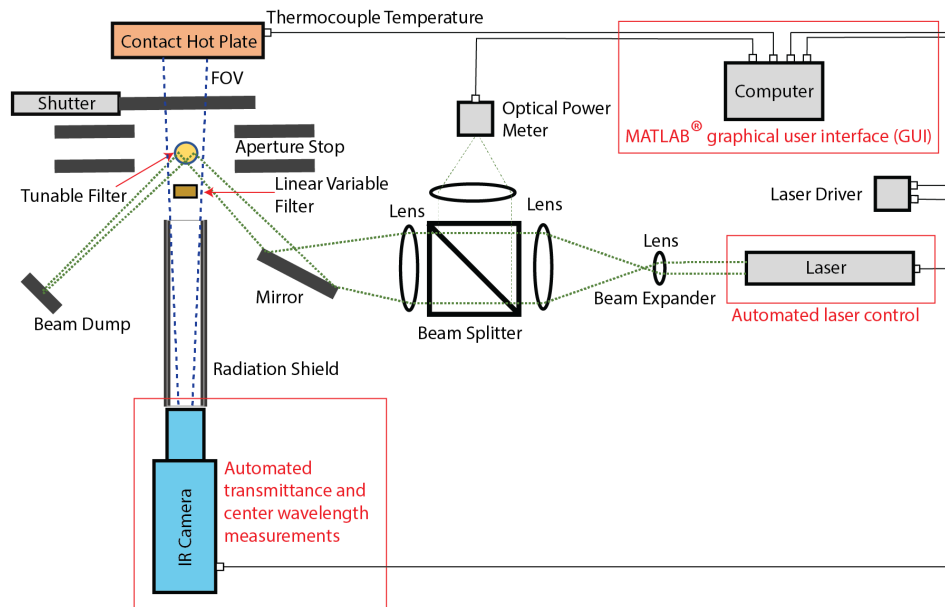 Thermocouple Temperature
Contact Hot Plate
FOV
Shutter
Computer
Optical Power
Meter
MATLAB® graphical user interface (GUI)
Aperture Stop
Tunable Filter
Linear Variable
Filter
Laser Driver
Lens
Lens
Lens
Laser
Mirror
Beam Expander
Beam Dump
Beam Splitter
Automated laser control
Radiation Shield
IR Camera
Automated
transmittance and
center wavelength
measurements